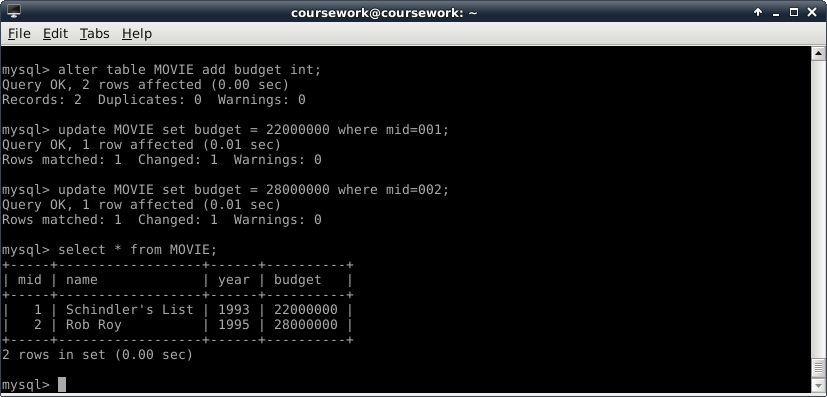 coursework@coursework: ~
File Edit Tabs Help
mysql> alter table MOVIE add budget int;
Query OK, 2 rows affected (0.00 sec)
Records: 2  Duplicates: 0  Warnings: 0
mysql> update MOVIE set budget = 22000000 where mid=001;
Query OK, 1 row affected (0.01 sec)
Rows matched: 1  Changed: 1  Warnings: 0
mysql> update MOVIE set budget = 28000000 where mid=002;
Query OK, 1 row affected (0.01 sec)
Rows matched: 1  Changed: 1  Warnings: 0
mysql> select * from MOVIE;
+-----+------------------+------+----------+
| mid | name             | year | budget   |
+-----+------------------+------+----------+
|   1 | Schindler's List | 1993 | 22000000 |
|   2 | Rob Roy          | 1995 | 28000000 |
+-----+------------------+------+----------+
2 rows in set (0.00 sec)
mysql>